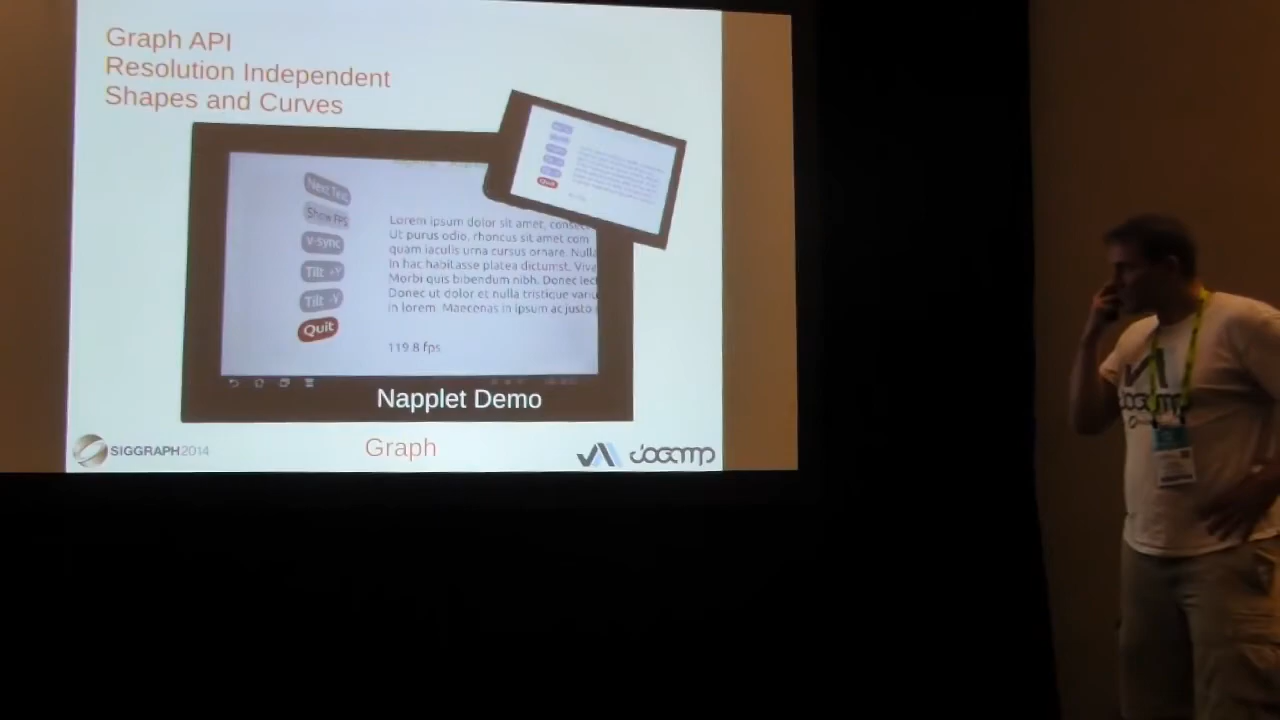 Graph API
Resolution Independent
Shapes and Curves
Next Text
Show FPS
V-sync
Tilt +Y
Tilt -Y
Quit
Lorem ipsum dolor sit amet, consec
Ut purus odio, rhoncus sit amet com
quam iaculis urna cursus ornare. Nulla
In hac habitasse platea dictumst. Viva
Morbi quis bibendum nibh. Donec lect
Donec ut dolor et nulla tristique variu
in lorem. Maecenas in ipsum ac justo
119.8 fps
Quit
Napplet Demo
SIGGRAPH2014
Graph
JOGAMP
JOGAMP